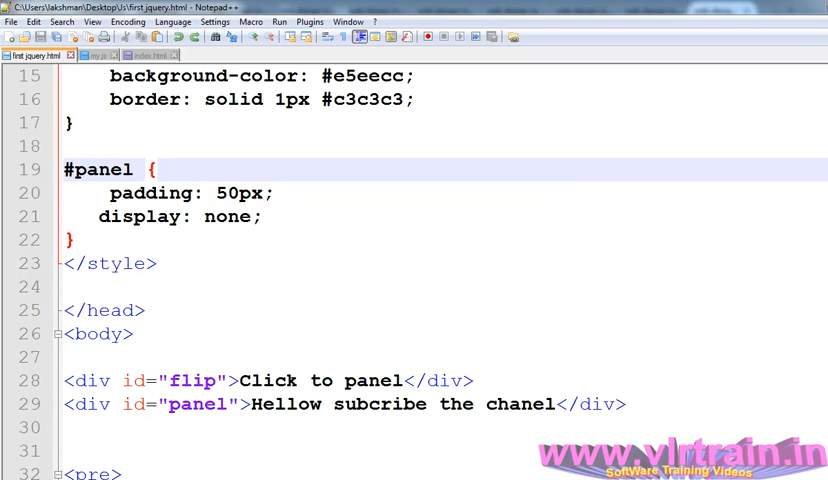 C:\Users\lakshman\Desktop\Js\first jquery.html - Notepad++
File Edit Search View Encoding Language Settings Macro Run Plugins Window ?
first jquery.html my.js index.html
15 background-color: #e5eecc;
16 border: solid 1px #c3c3c3;
17 }
18
19 #panel {
20 padding: 50px;
21 display: none;
22 }
23 </style>
24
25 </head>
26 <body>
27
28 <div id="flip">Click to panel</div>
29 <div id="panel">Hellow subcribe the chanel</div>
30
31
32 <pre>
www.vlrtrain.in
SoftWare Training Videos